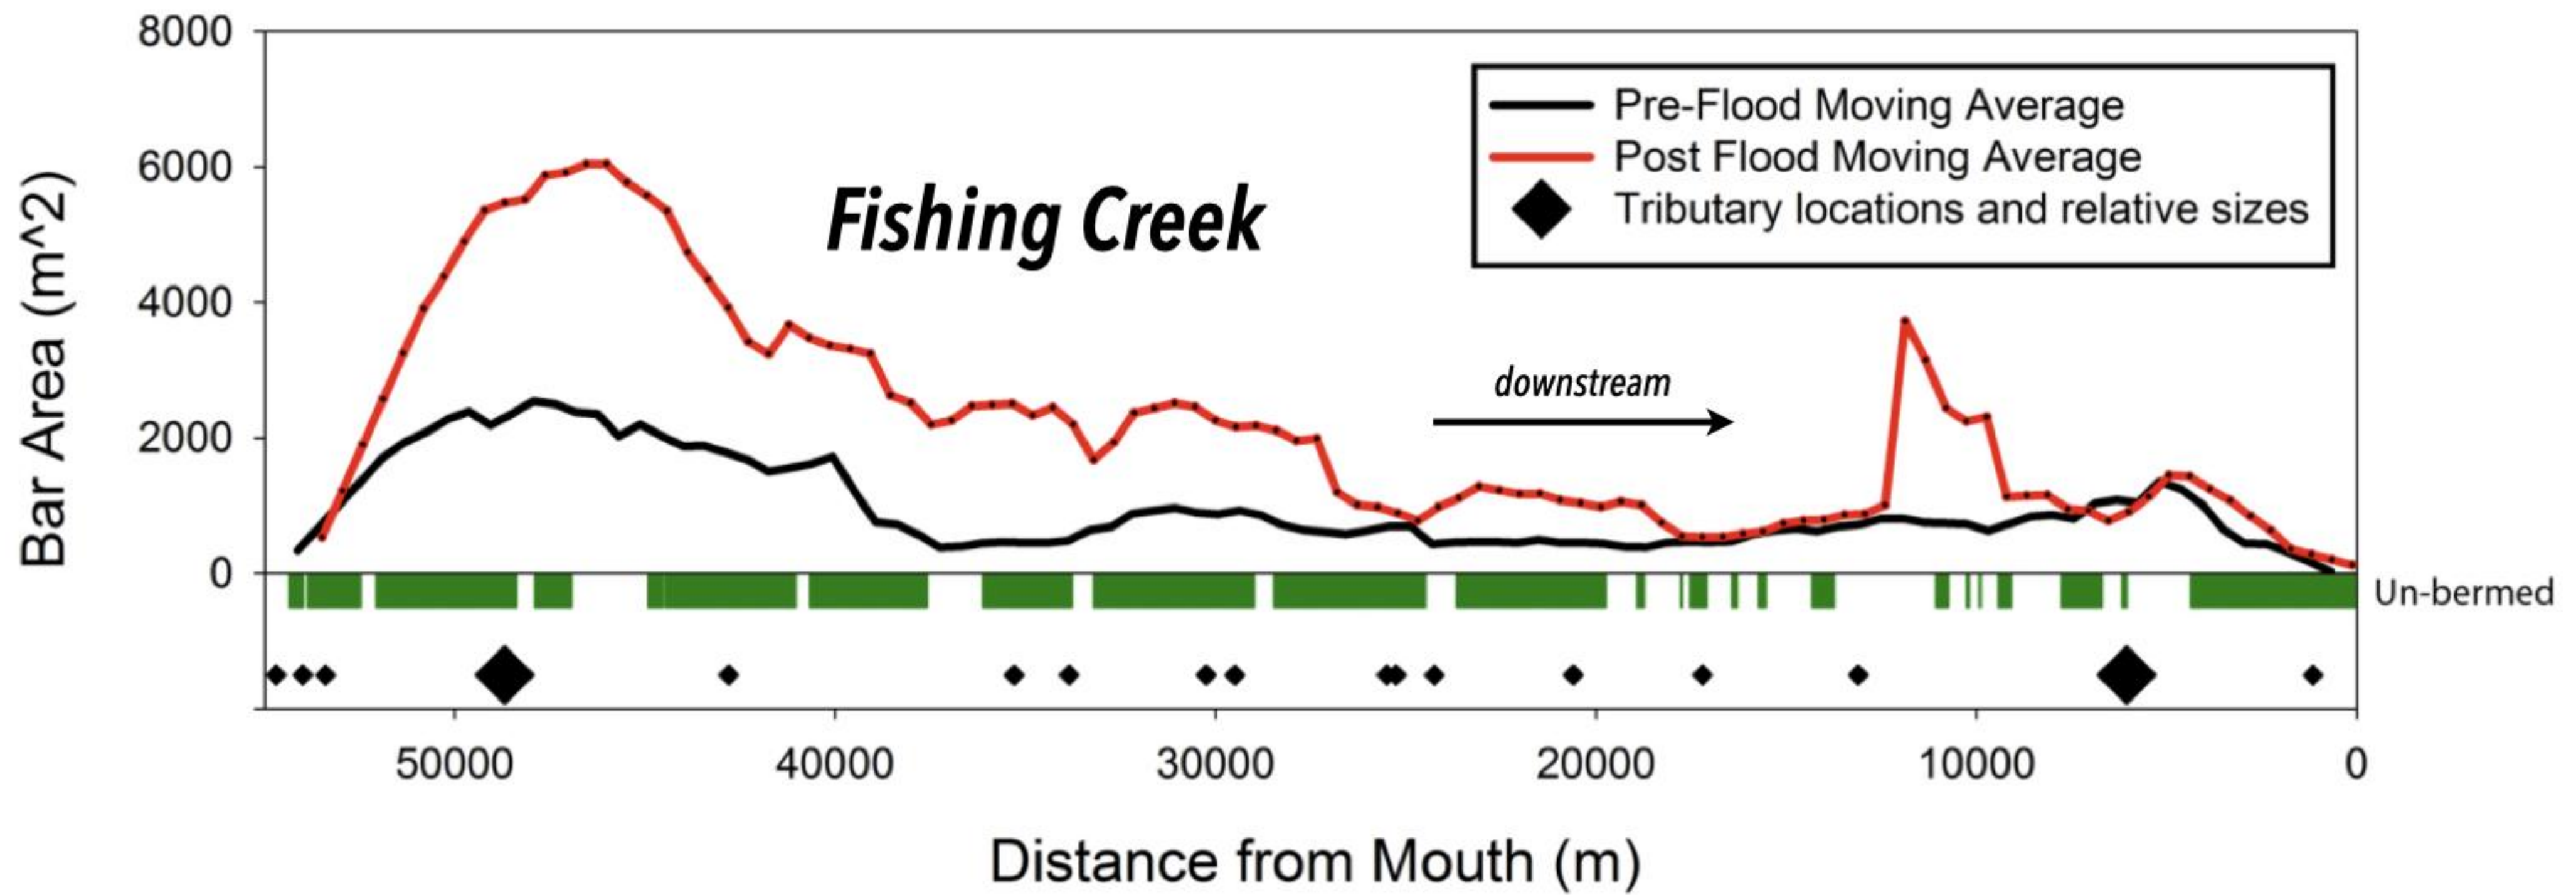 8000
6000
4000
2000
0
Bar Area (m^2)
Pre-Flood Moving Average
Post Flood Moving Average
Tributary locations and relative sizes
Fishing Creek
downstream
Un-bermed
50000
40000
30000
20000
10000
0
Distance from Mouth (m)